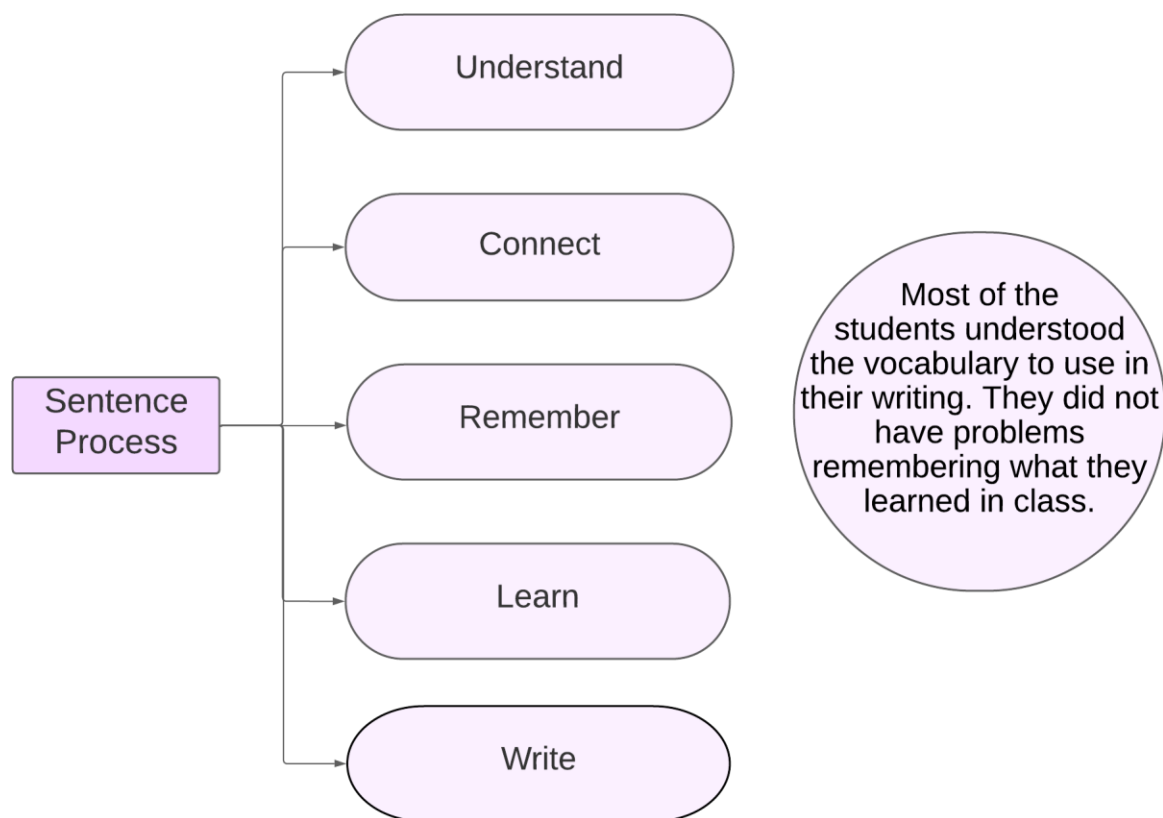 Understand
Connect
Sentence
Process
Remember
Learn
Write
Most of the
students understood
the vocabulary to use in
their writing. They did not
have problems
remembering what they
learned in class.